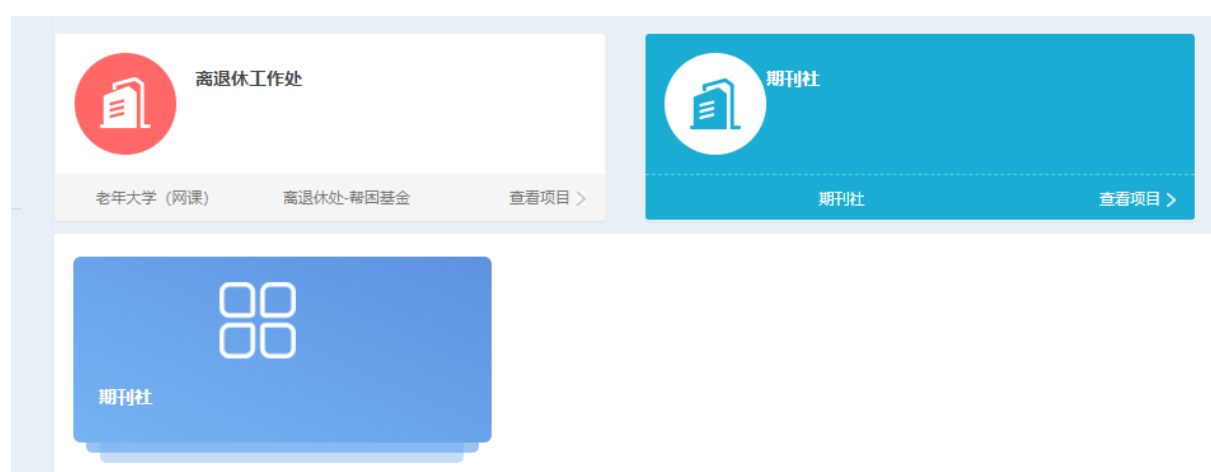 离退休工作处
期刊社
老年大学（网课）
离退休处-帮困基金
查看项目
期刊社
查看项目
期刊社